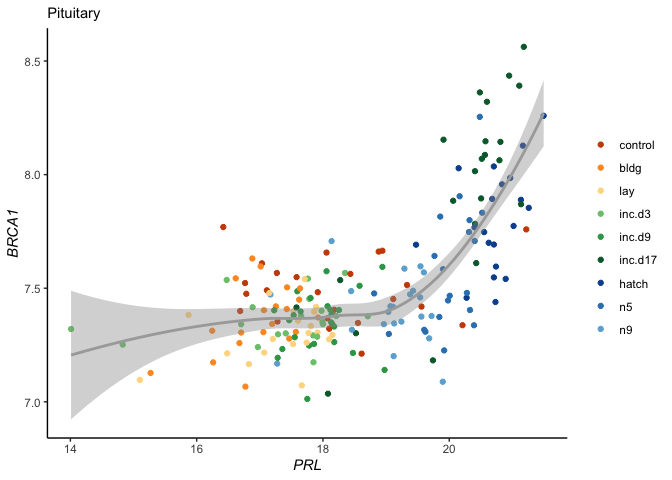 Pituitary
8.5
8.0
7.5
7.0
BRCA1
14
16
18
20
PRL
control
bldg
lay
inc.d3
inc.d9
inc.d17
hatch
n5
n9